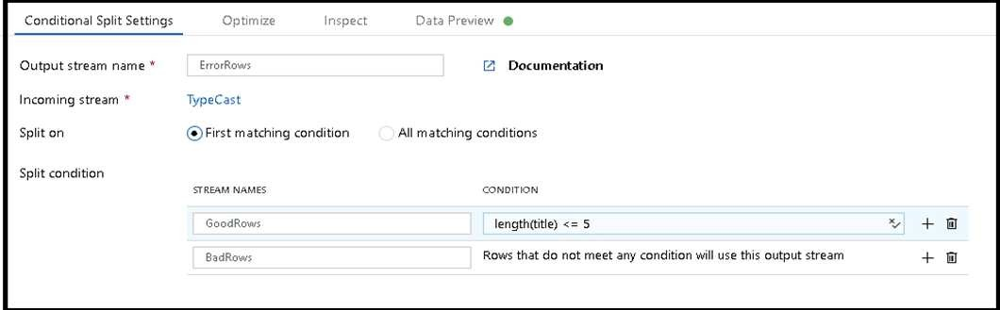 Conditional Split Settings Optimize Inspect Data Preview
Output stream name * ErrorRows Documentation
Incoming stream * TypeCast
Split on First matching condition All matching conditions
Split condition
STREAM NAMES CONDITION
GoodRows length(title) <= 5
BadRows Rows that do not meet any condition will use this output stream